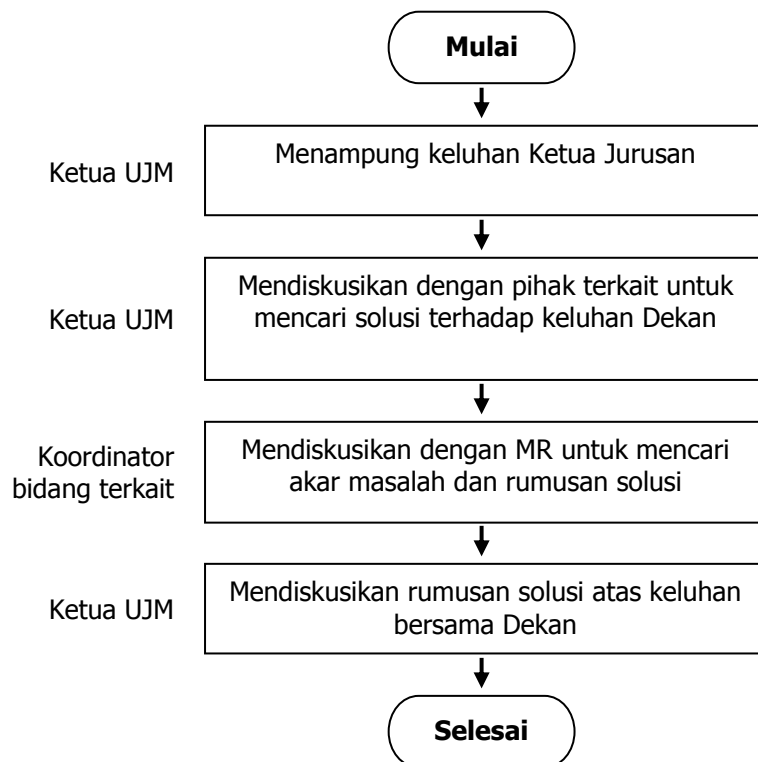 Mulai
Ketua UJM
Menampung keluhan Ketua Jurusan
Ketua UJM
Mendiskusikan dengan pihak terkait untuk
mencari solusi terhadap keluhan Dekan
Koordinator
bidang terkait
Mendiskusikan dengan MR untuk mencari
akar masalah dan rumusan solusi
Ketua UJM
Mendiskusikan rumusan solusi atas keluhan
bersama Dekan
Selesai